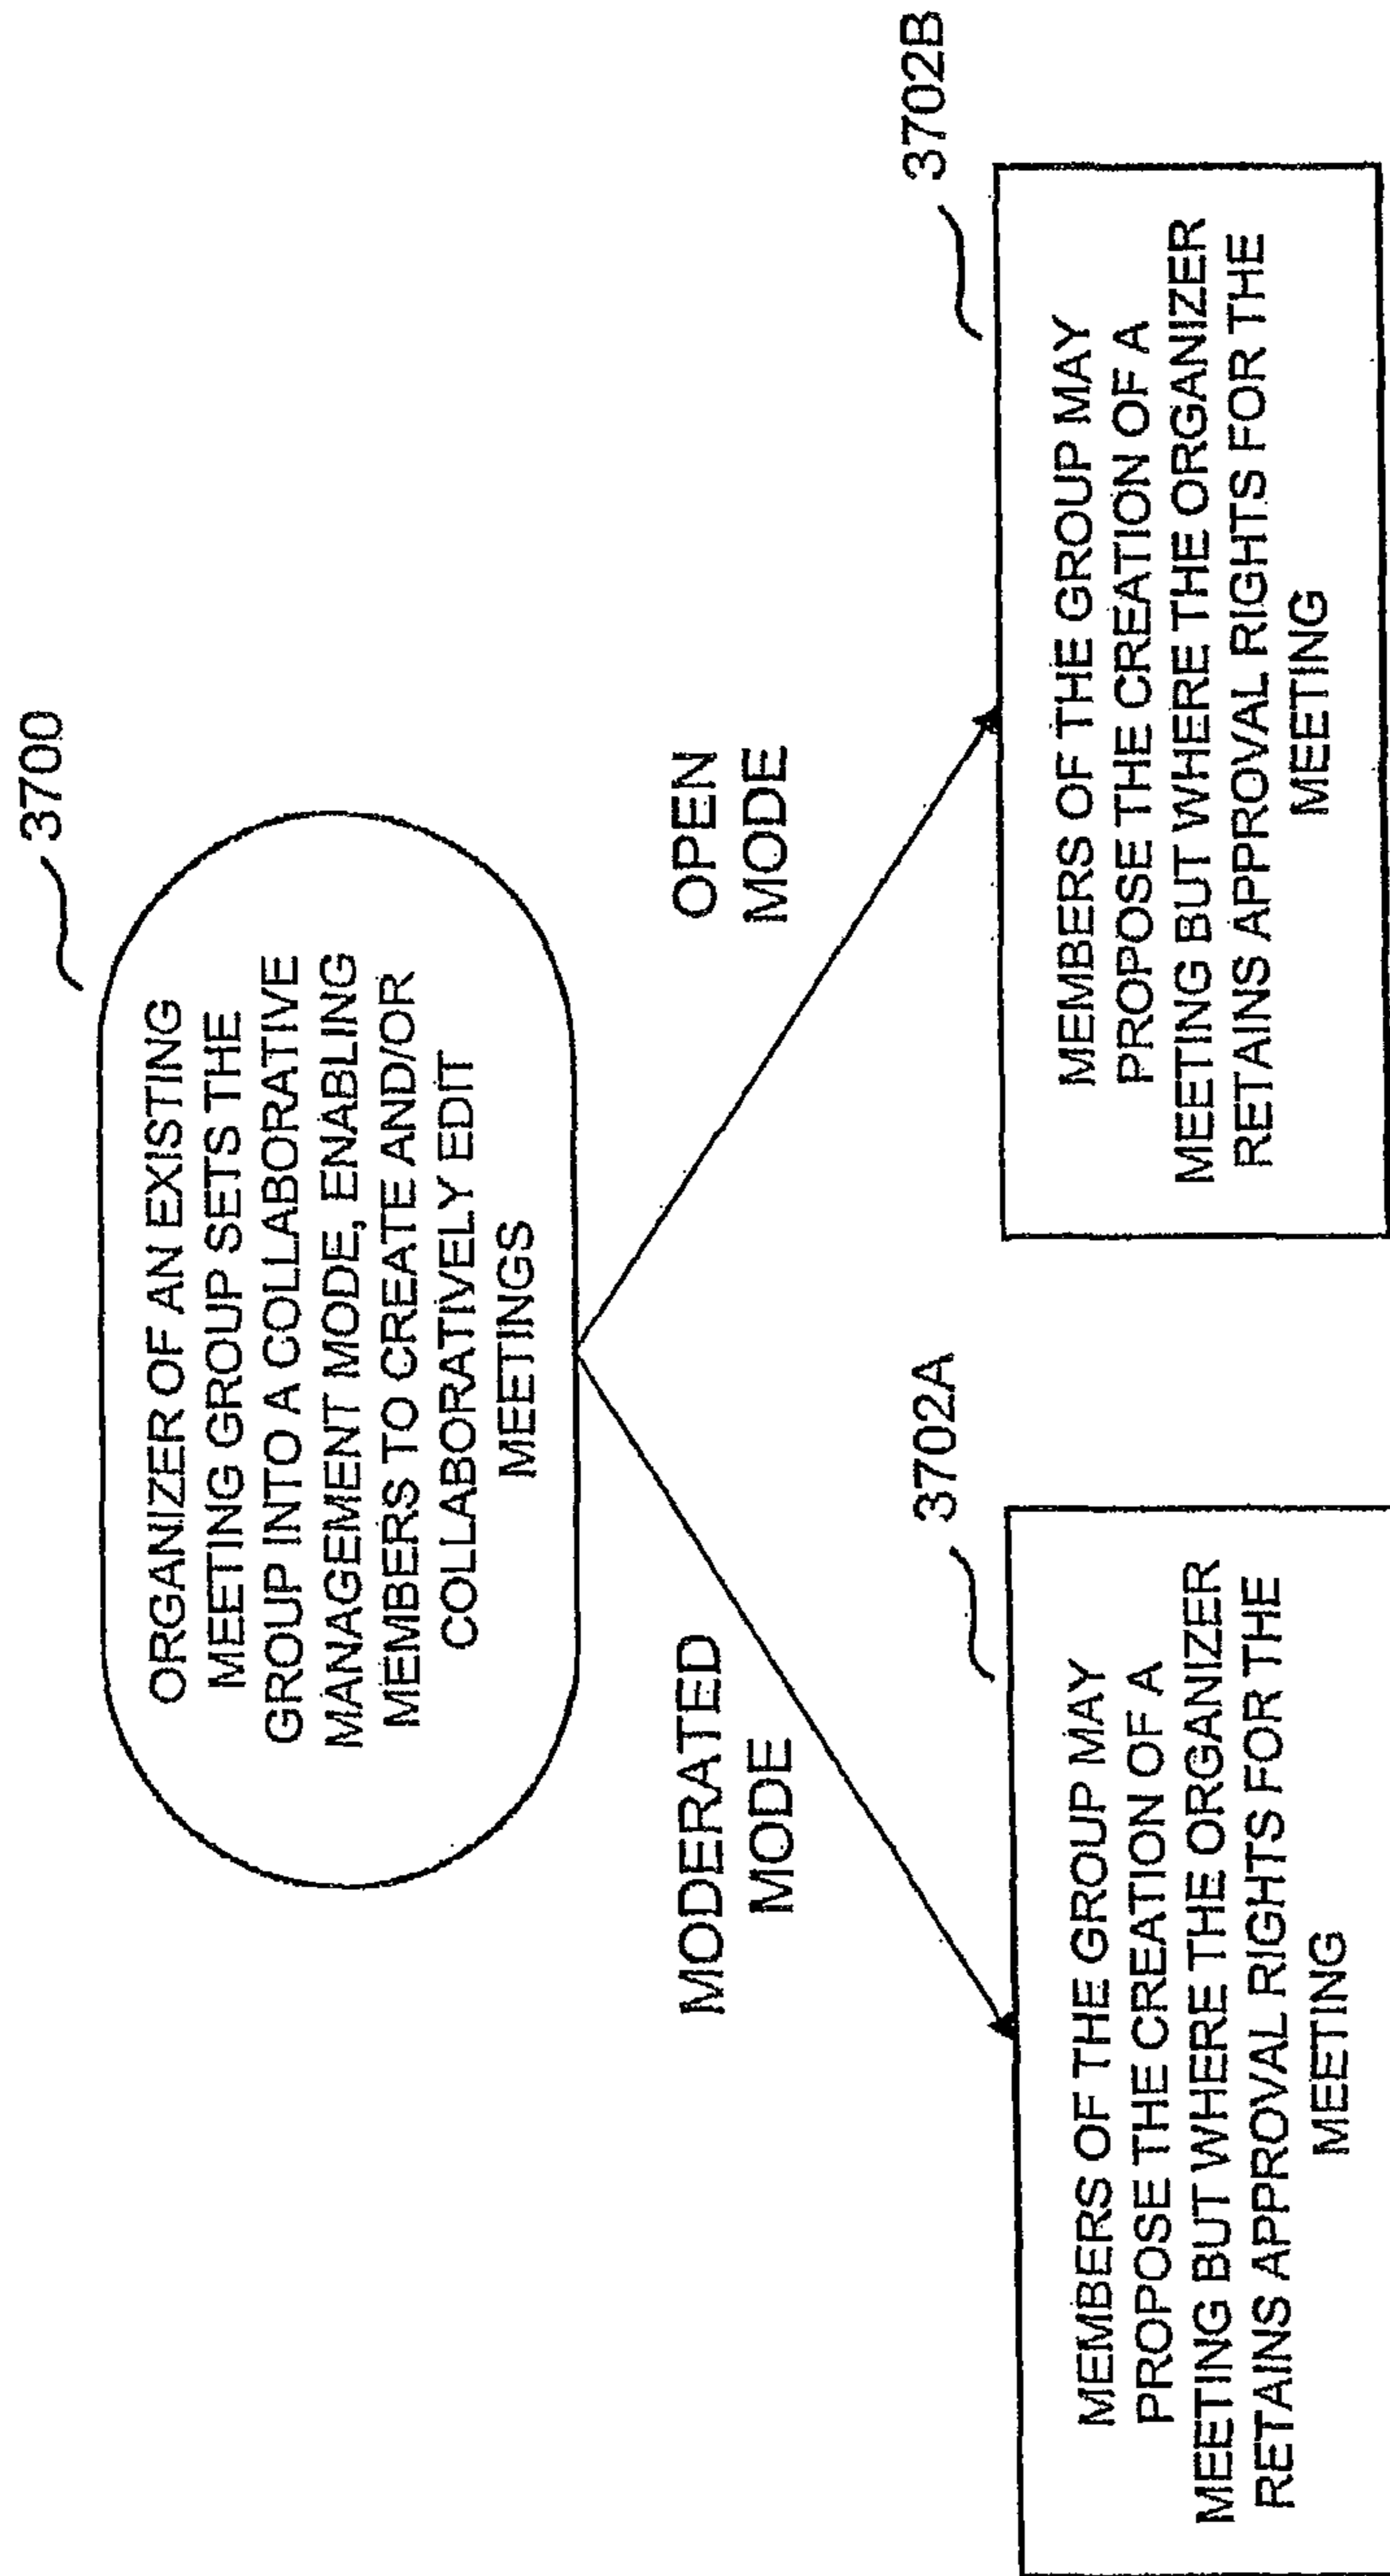 3700
ORGANIZER OF AN EXISTING
MEETING GROUP SETS THE
GROUP INTO A COLLABORATIVE
MANAGEMENT MODE, ENABLING
MEMBERS TO CREATE AND/OR
COLLABORATIVELY EDIT
MEETINGS
MODERATED
MODE
OPEN
MODE
3702A
MEMBERS OF THE GROUP MAY
PROPOSE THE CREATION OF A
MEETING BUT WHERE THE ORGANIZER
RETAINS APPROVAL RIGHTS FOR THE
MEETING
3702B
MEMBERS OF THE GROUP MAY
PROPOSE THE CREATION OF A
MEETING BUT WHERE THE ORGANIZER
RETAINS APPROVAL RIGHTS FOR THE
MEETING